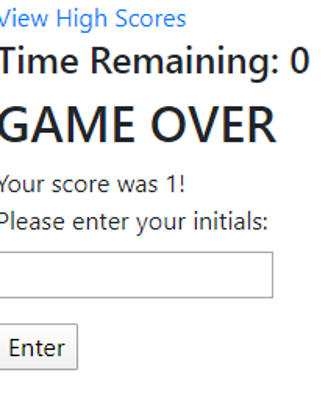 View High Scores
Time Remaining: 0
GAME OVER
Your score was 1!
Please enter your initials:
Enter